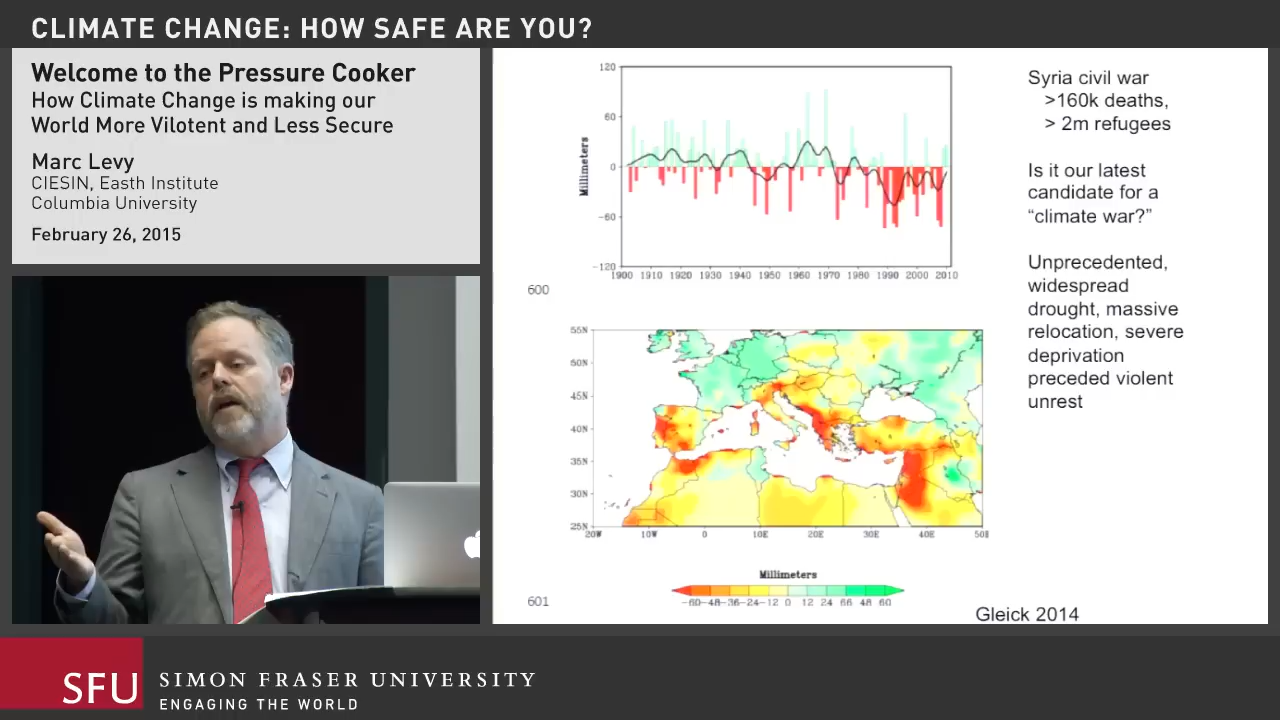 CLIMATE CHANGE: HOW SAFE ARE YOU?
Welcome to the Pressure Cooker
How Climate Change is making our
World More Vilotent and Less Secure
Marc Levy
CIESIN, Easth Institute
Columbia University
February 26, 2015
120
60
0
-60
-120
Millimeters
1900 1910 1920 1930 1940 1950 1960 1970 1980 1990 2000 2010
600
55N
50N
45N
40N
35N
30N
25N
20W 10W 0 10E 20E 30E 40E 50E
Millimeters
-60 -48 -36 -24 -12 0 12 24 66 48 60
601
Syria civil war
>160k deaths,
> 2m refugees
Is it our latest
candidate for a
“climate war?”
Unprecedented,
widespread
drought, massive
relocation, severe
deprivation
preceded violent
unrest
Gleick 2014
SFU
SIMON FRASER UNIVERSITY
ENGAGING THE WORLD